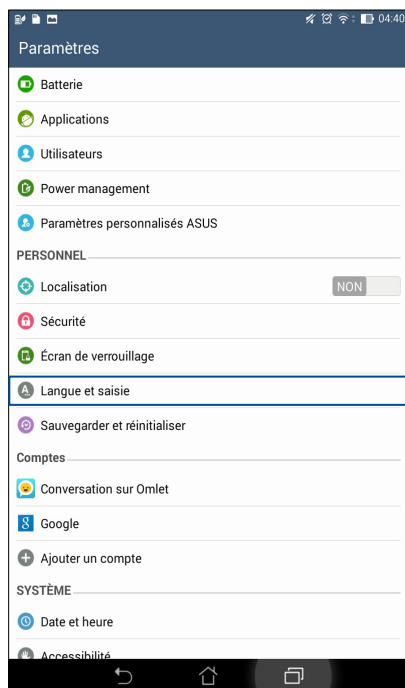 04:40
Paramètres
Batterie
Applications
Utilisateurs
Power management
Paramètres personnalisés ASUS
PERSONNEL
Localisation NON
Sécurité
Écran de verrouillage
Langue et saisie
Sauvegarder et réinitialiser
Comptes
Conversation sur Omlet
Google
Ajouter un compte
SYSTÈME
Date et heure
Accessibilité